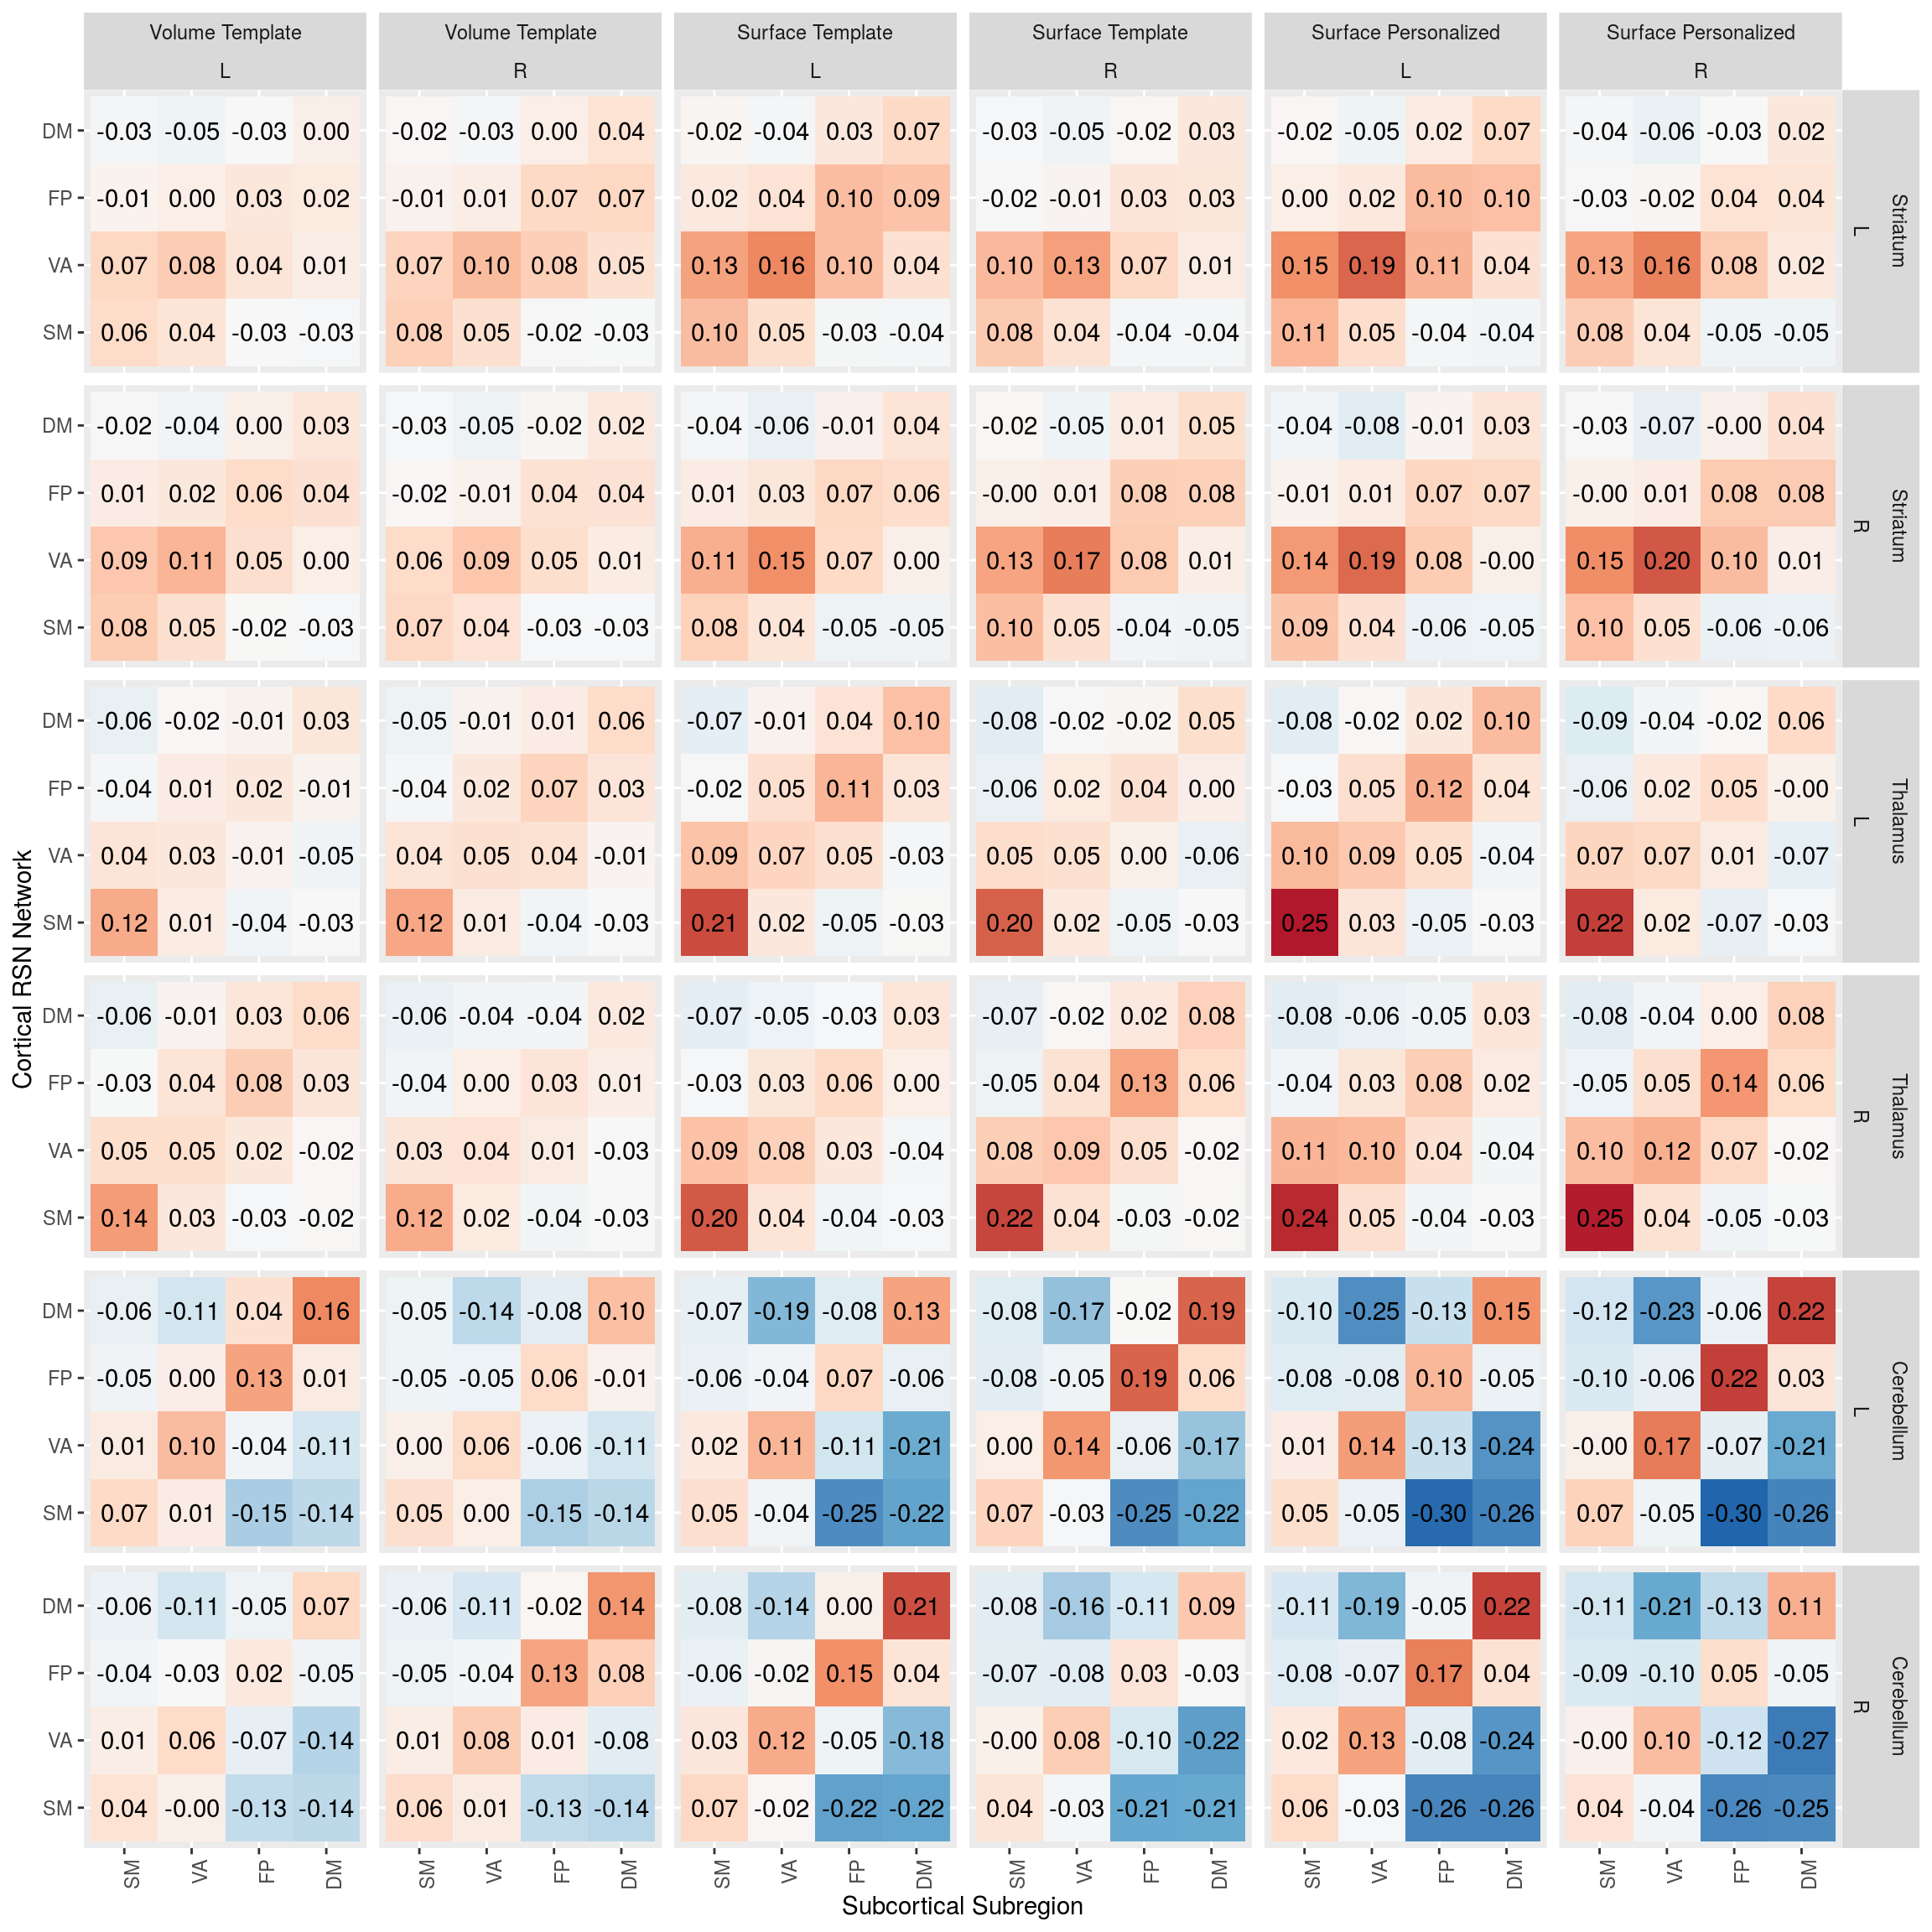 Volume Template Volume Template Surface Template Surface Template Surface Personalized Surface Personalized
L R L R L R
DM -0.03 -0.05 -0.03 0.00 -0.02 -0.03 0.00 0.04 -0.02 -0.04 0.03 0.07 -0.03 -0.05 -0.02 0.03 -0.02 -0.05 0.02 0.07 -0.04 -0.06 -0.03 0.02
FP -0.01 0.00 0.03 0.02 -0.01 0.01 0.07 0.07 0.02 0.04 0.10 0.09 -0.02 -0.01 0.03 0.03 0.00 0.02 0.10 0.10 -0.03 -0.02 0.04 0.04
VA 0.07 0.08 0.04 0.01 0.07 0.10 0.08 0.05 0.13 0.16 0.10 0.04 0.10 0.13 0.07 0.01 0.15 0.19 0.11 0.04 0.13 0.16 0.08 0.02
SM 0.06 0.04 -0.03 -0.03 0.08 0.05 -0.02 -0.03 0.10 0.05 -0.03 -0.04 0.08 0.04 -0.04 -0.04 0.11 0.05 -0.04 -0.04 0.08 0.04 -0.05 -0.05
Striatum
L
DM -0.02 -0.04 0.00 0.03 -0.03 -0.05 -0.02 0.02 -0.04 -0.06 -0.01 0.04 -0.02 -0.05 0.01 0.05 -0.04 -0.08 -0.01 0.03 -0.03 -0.07 -0.00 0.04
FP 0.01 0.02 0.06 0.04 -0.02 -0.01 0.04 0.04 0.01 0.03 0.07 0.06 -0.00 0.01 0.08 0.08 -0.01 0.01 0.07 0.07 -0.00 0.01 0.08 0.08
VA 0.09 0.11 0.05 0.00 0.06 0.09 0.05 0.01 0.11 0.15 0.07 0.00 0.13 0.17 0.08 0.01 0.14 0.19 0.08 -0.00 0.15 0.20 0.10 0.01
SM 0.08 0.05 -0.02 -0.03 0.07 0.04 -0.03 -0.03 0.08 0.04 -0.05 -0.05 0.10 0.05 -0.04 -0.05 0.09 0.04 -0.06 -0.05 0.10 0.05 -0.06 -0.06
Striatum
R
DM -0.06 -0.02 -0.01 0.03 -0.05 -0.01 0.01 0.06 -0.07 -0.01 0.04 0.10 -0.08 -0.02 -0.02 0.05 -0.08 -0.02 0.02 0.10 -0.09 -0.04 -0.02 0.06
FP -0.04 0.01 0.02 -0.01 -0.04 0.02 0.07 0.03 -0.02 0.05 0.11 0.03 -0.06 0.02 0.04 0.00 -0.03 0.05 0.12 0.04 -0.06 0.02 0.05 -0.00
VA 0.04 0.03 -0.01 -0.05 0.04 0.05 0.04 -0.01 0.09 0.07 0.05 -0.03 0.05 0.05 0.00 -0.06 0.10 0.09 0.05 -0.04 0.07 0.07 0.01 -0.07
SM 0.12 0.01 -0.04 -0.03 0.12 0.01 -0.04 -0.03 0.21 0.02 -0.05 -0.03 0.20 0.02 -0.05 -0.03 0.25 0.03 -0.05 -0.03 0.22 0.02 -0.07 -0.03
Thalamus
L
DM -0.06 -0.01 0.03 0.06 -0.06 -0.04 -0.04 0.02 -0.07 -0.05 -0.03 0.03 -0.07 -0.02 0.02 0.08 -0.08 -0.06 -0.05 0.03 -0.08 -0.04 0.00 0.08
FP -0.03 0.04 0.08 0.03 -0.04 0.00 0.03 0.01 -0.03 0.03 0.06 0.00 -0.05 0.04 0.13 0.06 -0.04 0.03 0.08 0.02 -0.05 0.05 0.14 0.06
VA 0.05 0.05 0.02 -0.02 0.03 0.04 0.01 -0.03 0.09 0.08 0.03 -0.04 0.08 0.09 0.05 -0.02 0.11 0.10 0.04 -0.04 0.10 0.12 0.07 -0.02
SM 0.14 0.03 -0.03 -0.02 0.12 0.02 -0.04 -0.03 0.20 0.04 -0.04 -0.03 0.22 0.04 -0.03 -0.02 0.24 0.05 -0.04 -0.03 0.25 0.04 -0.05 -0.03
Thalamus
R
DM -0.06 -0.11 0.04 0.16 -0.05 -0.14 -0.08 0.10 -0.07 -0.19 -0.08 0.13 -0.08 -0.17 -0.02 0.19 -0.10 -0.25 -0.13 0.15 -0.12 -0.23 -0.06 0.22
FP -0.05 0.00 0.13 0.01 -0.05 -0.05 0.06 -0.01 -0.06 -0.04 0.07 -0.06 -0.08 -0.05 0.19 0.06 -0.08 -0.08 0.10 -0.05 -0.10 -0.06 0.22 0.03
VA 0.01 0.10 -0.04 -0.11 0.00 0.06 -0.06 -0.11 0.02 0.11 -0.11 -0.21 0.00 0.14 -0.06 -0.17 0.01 0.14 -0.13 -0.24 -0.00 0.17 -0.07 -0.21
SM 0.07 0.01 -0.15 -0.14 0.05 0.00 -0.15 -0.14 0.05 -0.04 -0.25 -0.22 0.07 -0.03 -0.25 -0.22 0.05 -0.05 -0.30 -0.26 0.07 -0.05 -0.30 -0.26
Cerebellum
L
DM -0.06 -0.11 -0.05 0.07 -0.06 -0.11 -0.02 0.14 -0.08 -0.14 0.00 0.21 -0.08 -0.16 -0.11 0.09 -0.11 -0.19 -0.05 0.22 -0.11 -0.21 -0.13 0.11
FP -0.04 -0.03 0.02 -0.05 -0.05 -0.04 0.13 0.08 -0.06 -0.02 0.15 0.04 -0.07 -0.08 0.03 -0.03 -0.08 -0.07 0.17 0.04 -0.09 -0.10 0.05 -0.05
VA 0.01 0.06 -0.07 -0.14 0.01 0.08 0.01 -0.08 0.03 0.12 -0.05 -0.18 -0.00 0.08 -0.10 -0.22 0.02 0.13 -0.08 -0.24 -0.00 0.10 -0.12 -0.27
SM 0.04 -0.00 -0.13 -0.14 0.06 0.01 -0.13 -0.14 0.07 -0.02 -0.22 -0.22 0.04 -0.03 -0.21 -0.21 0.06 -0.03 -0.26 -0.26 0.04 -0.04 -0.26 -0.25
Cerebellum
R
SM VA FP DM SM VA FP DM SM VA FP DM SM VA FP DM SM VA FP DM SM VA FP DM
Subcortical Subregion
Cortical RSN Network